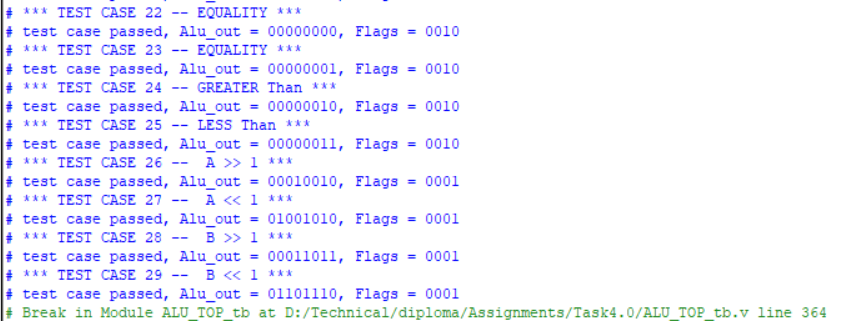 # *** TEST CASE 22 -- EQUALITY ***
# test case passed, Alu_out = 00000000, Flags = 0010
# *** TEST CASE 23 -- EQUALITY ***
# test case passed, Alu_out = 00000001, Flags = 0010
# *** TEST CASE 24 -- GREATER Than ***
# test case passed, Alu_out = 00000010, Flags = 0010
# *** TEST CASE 25 -- LESS Than ***
# test case passed, Alu_out = 00000011, Flags = 0010
# *** TEST CASE 26 --  A >> 1 ***
# test case passed, Alu_out = 00010010, Flags = 0001
# *** TEST CASE 27 --  A << 1 ***
# test case passed, Alu_out = 01001010, Flags = 0001
# *** TEST CASE 28 --  B >> 1 ***
# test case passed, Alu_out = 00011011, Flags = 0001
# *** TEST CASE 29 --  B << 1 ***
# test case passed, Alu_out = 01101110, Flags = 0001
# Break in Module ALU_TOP_tb at D:/Technical/diploma/Assignments/Task4.0/ALU_TOP_tb.v line 364